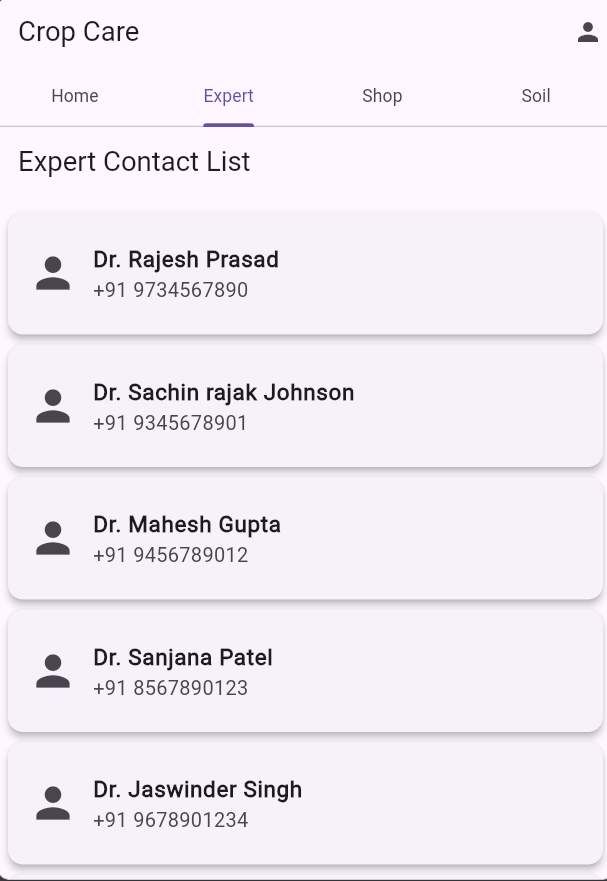 Crop Care
Home Expert Shop Soil
Expert Contact List
Dr. Rajesh Prasad
+91 9734567890
Dr. Sachin rajak Johnson
+91 9345678901
Dr. Mahesh Gupta
+91 9456789012
Dr. Sanjana Patel
+91 8567890123
Dr. Jaswinder Singh
+91 9678901234